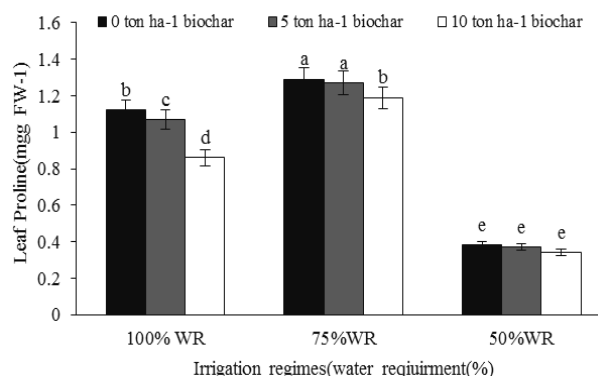 0 ton ha-1 biochar 5 ton ha-1 biochar 10 ton ha-1 biochar
Leaf Proline(mgg FW-1)
1.6
1.4
1.2
1
0.8
0.6
0.4
0.2
0
b c d
a a b
e e e
100% WR 75%WR 50%WR
Irrigation regimes(water reqiurment(%)